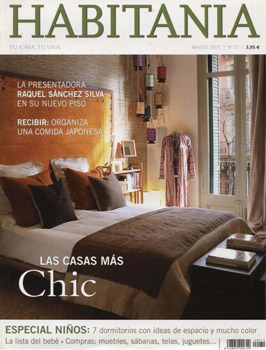 HABITANIA
TU CASA, TU VIDA
MARZO 2007 | Nº 77 | 3,95 €
LA PRESENTADORA
RAQUEL SÁNCHEZ SILVA
EN SU NUEVO PISO
RECIBIR: ORGANIZA
UNA COMIDA JAPONESA
LAS CASAS MÁS
Chic
ESPECIAL NIÑOS: 7 dormitorios con ideas de espacio y mucho color
La lista del bebé • Compras: muebles, sábanas, telas, juguetes...